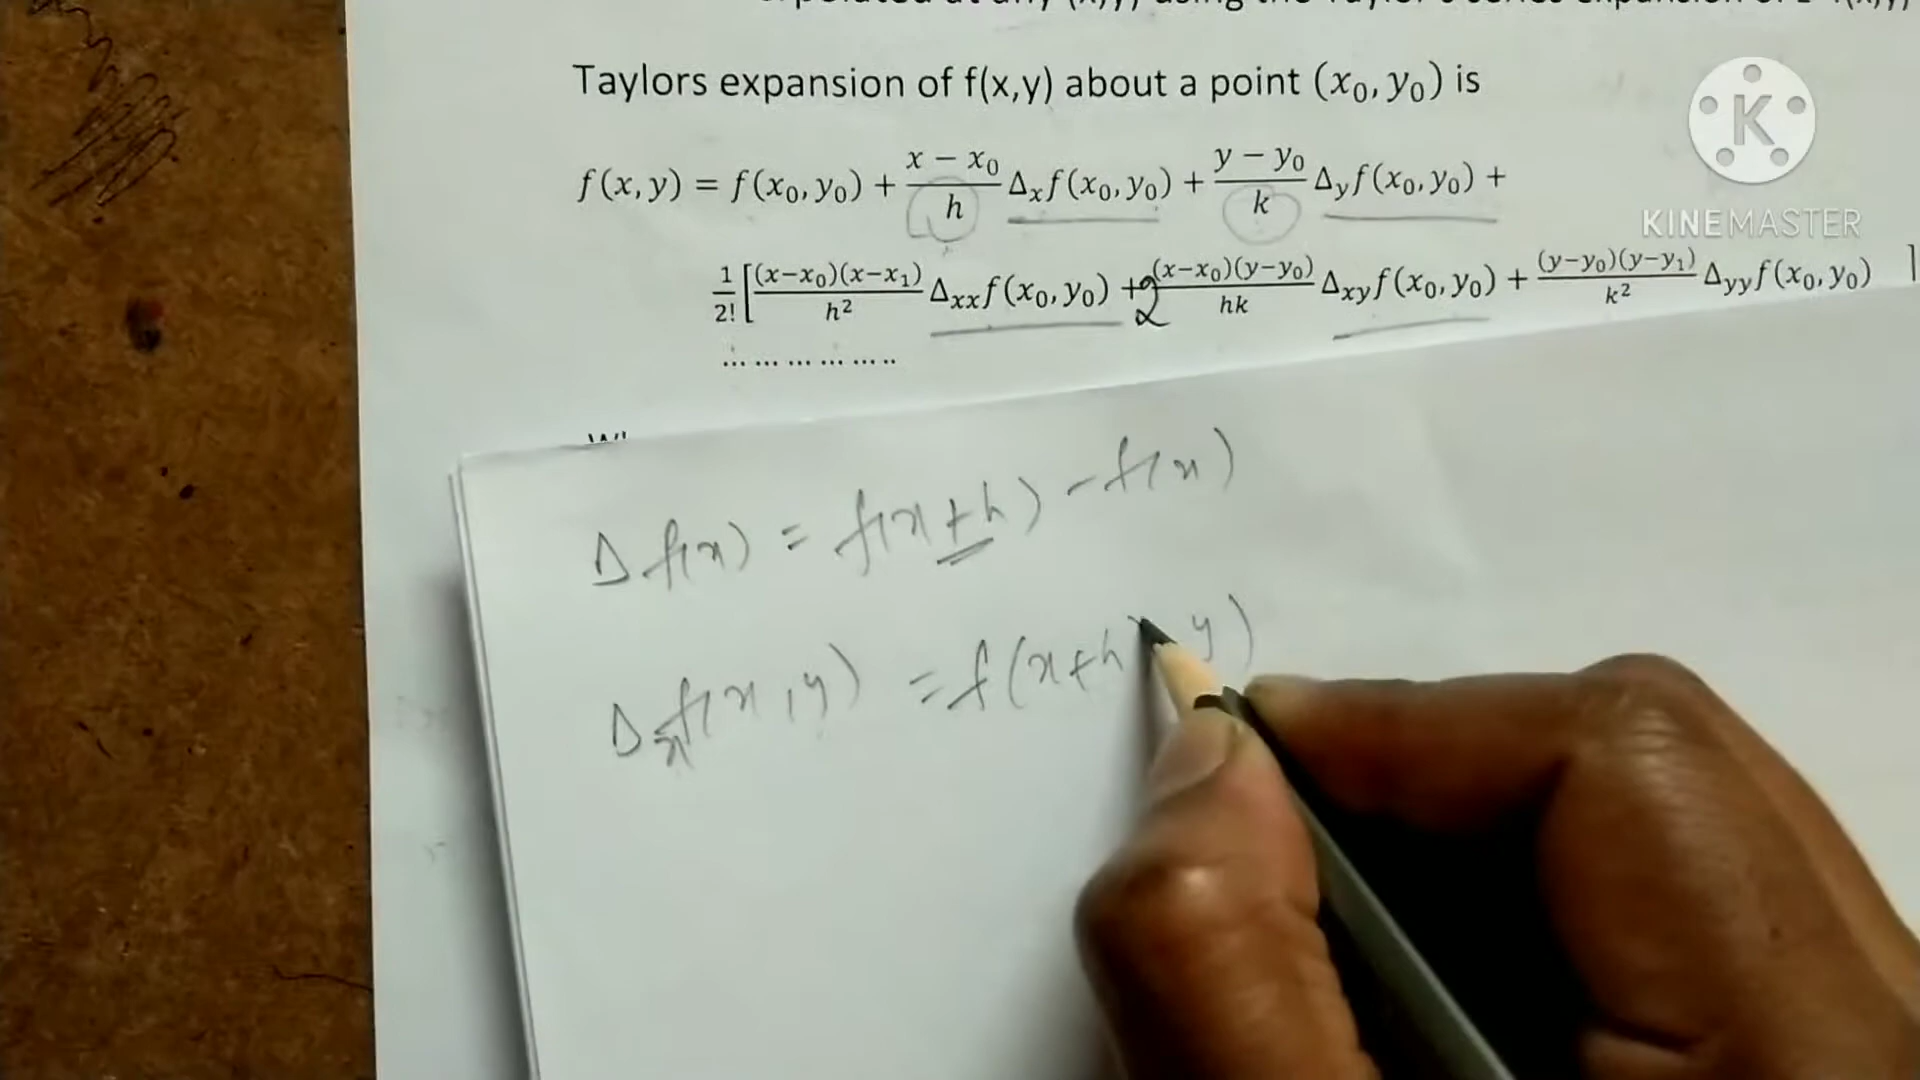 Taylors expansion of f(x,y) about a point (x₀, y₀) is
f(x, y) = f(x₀, y₀) + (x − x₀)/h Δₓf(x₀, y₀) + (y − y₀)/k Δᵧf(x₀, y₀) +
1/2! [(x−x₀)(x−x₁)/h² Δₓₓf(x₀, y₀) + 2 (x−x₀)(y−y₀)/hk Δₓᵧf(x₀, y₀) + (y−y₀)(y−y₁)/k² Δᵧᵧf(x₀, y₀) ]
… … … … … ..
Δ f(x) = f(x+h) − f(x)
Δₓf(x, y) = f(x+h, y)
K
KINEMASTER